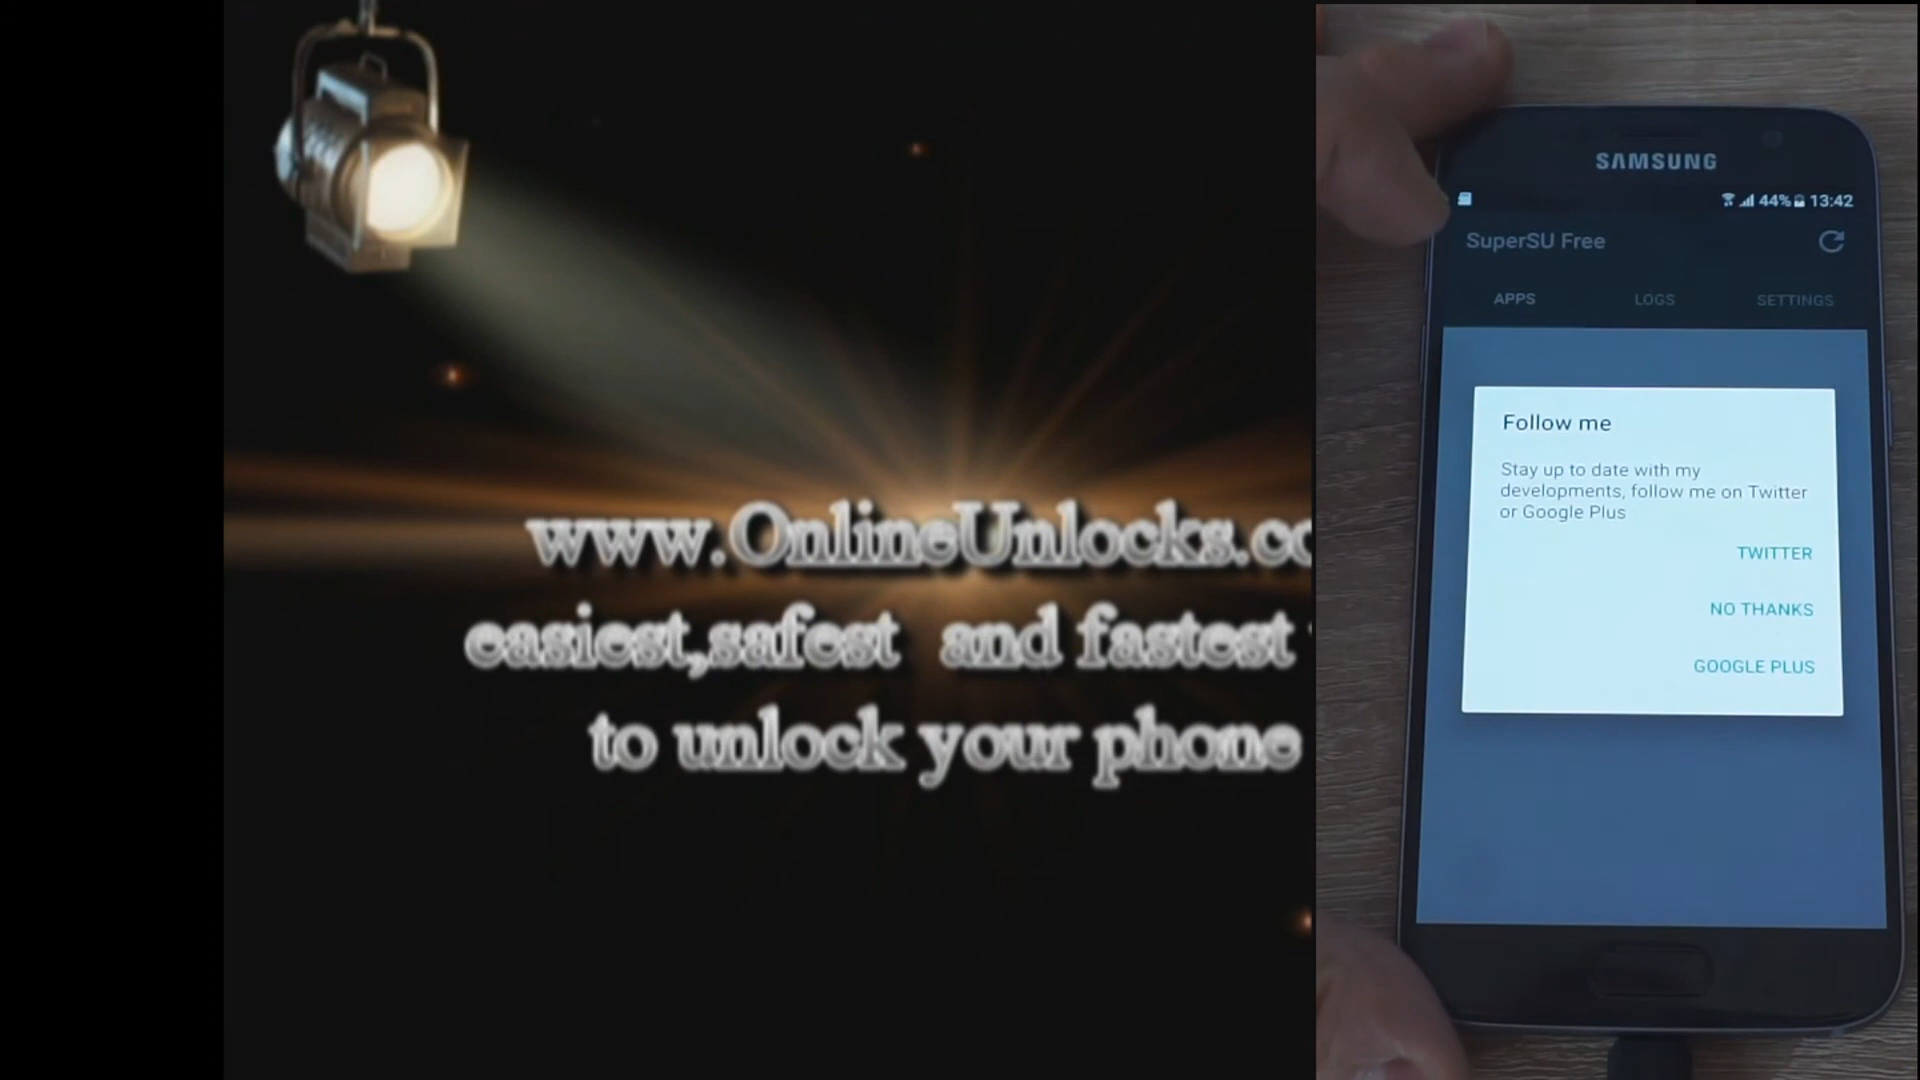 www.OnlineUnlocks.co
easiest,safest and fastest
to unlock your phone
SAMSUNG
44% 13:42
SuperSU Free
APPS LOGS SETTINGS
Follow me
Stay up to date with my
developments, follow me on Twitter
or Google Plus
TWITTER
NO THANKS
GOOGLE PLUS